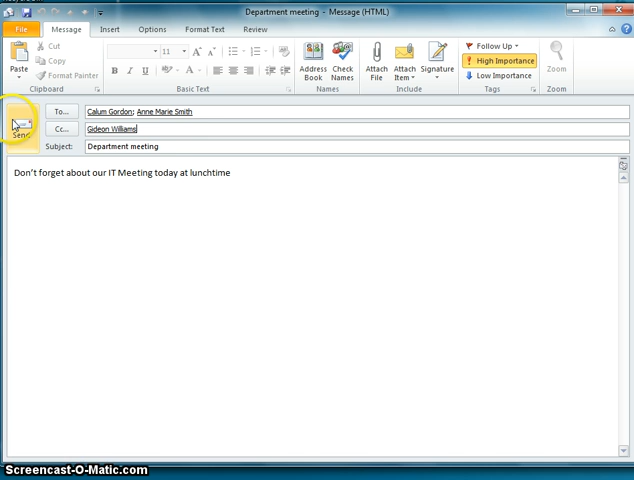 Department meeting - Message (HTML)
File Message Insert Options Format Text Review
Paste
Cut
Copy
Format Painter
Clipboard
11
B I U A
Basic Text
Address Book
Check Names
Names
Attach File
Attach Item
Signature
Include
Follow Up
High Importance
Low Importance
Tags
Zoom
Zoom
Send
To... Calum Gordon; Anne Marie Smith
Cc... Gideon Williams
Subject: Department meeting
Don't forget about our IT Meeting today at lunchtime
Screencast-O-Matic.com